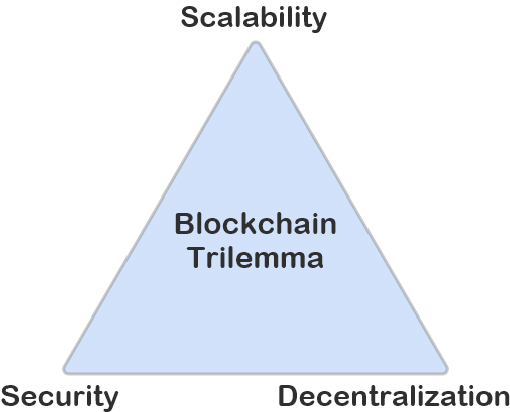 Scalability
Blockchain
Trilemma
Security
Decentralization